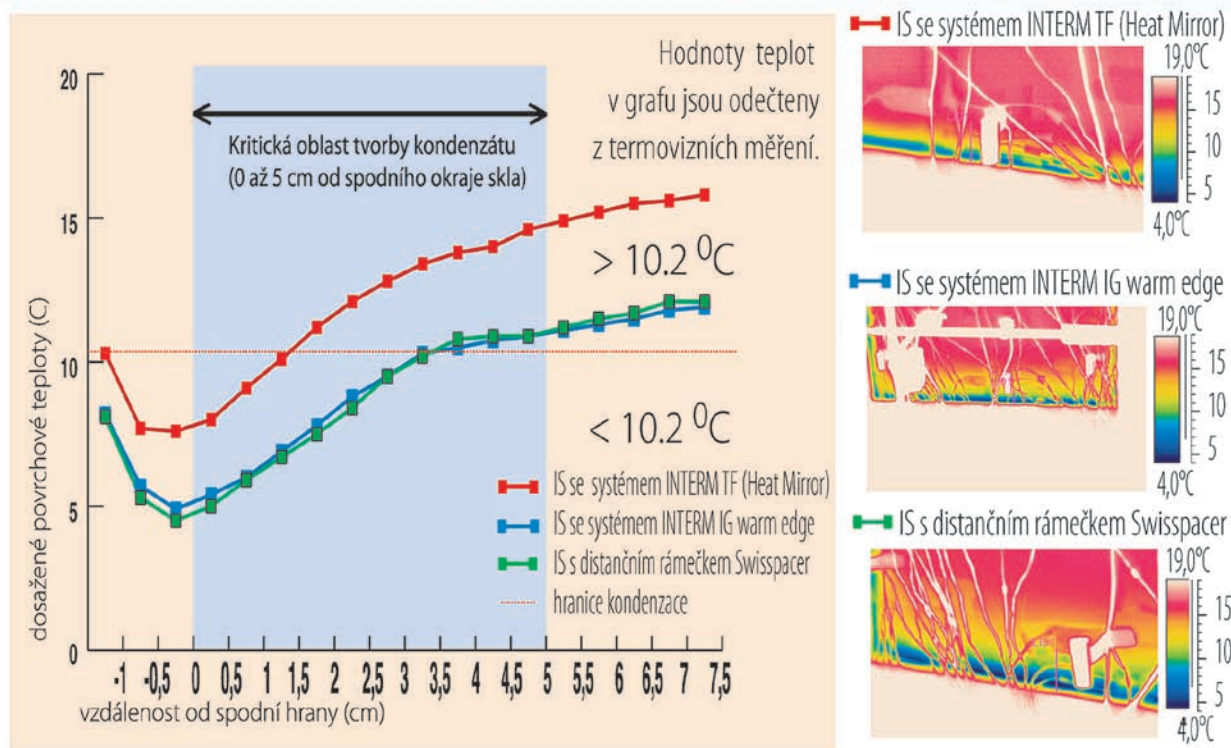 Hodnoty teplot
v grafu jsou odečteny
z termovizních měření.
Kritická oblast tvorby kondenzátu
(0 až 5 cm od spodního okraje skla)
> 10.2 ⁰C
< 10.2 ⁰C
IS se systémem INTERM TF (Heat Mirror)
IS se systémem INTERM IG warm edge
IS s distančním rámečkem Swisspacer
hranice kondenzace
dosažené povrchové teploty (C)
20
15
10
5
0
-1 -0,5 0 0,5 1 1,5 2 2,5 3 3,5 4 4,5 5 5,5 6 6,5 7 7,5
vzdálenost od spodní hrany (cm)
IS se systémem INTERM TF (Heat Mirror)
19,0°C
15
10
5
4,0°C
IS se systémem INTERM IG warm edge
19,0°C
15
10
5
4,0°C
IS s distančním rámečkem Swisspacer
19,0°C
15
10
5
4,0°C